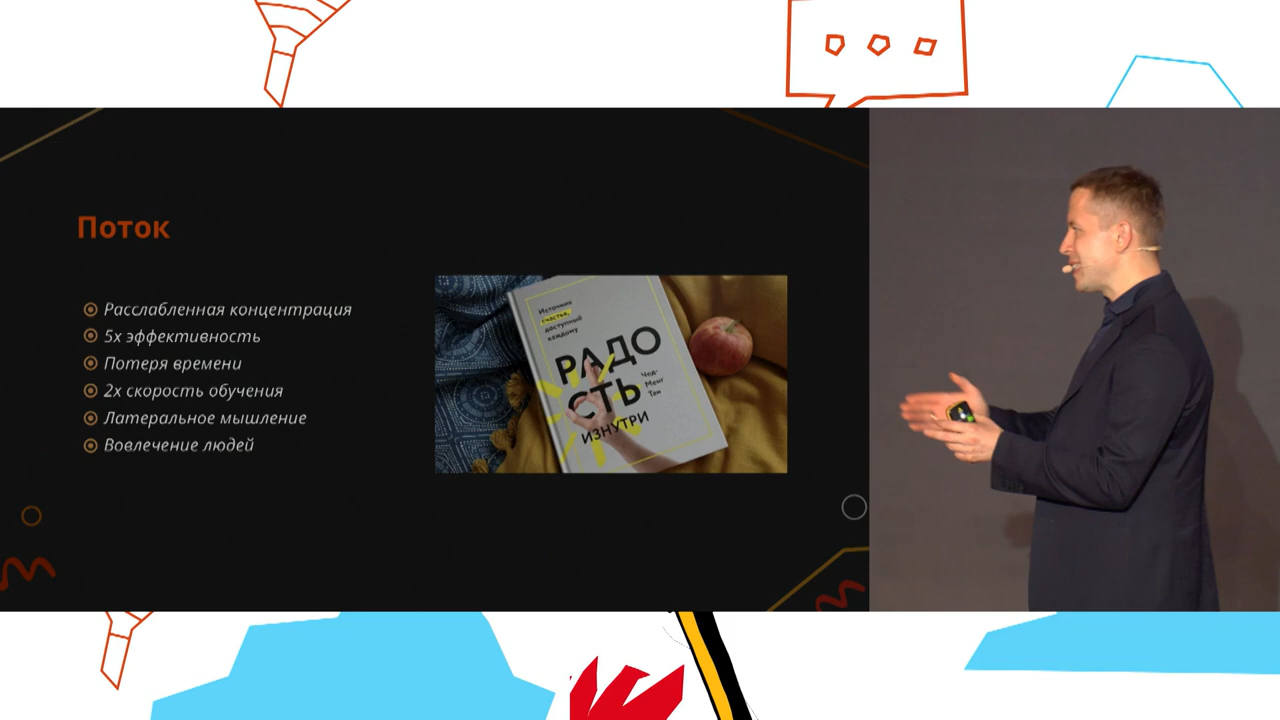 Поток
Расслабленная концентрация
5х эффективность
Потеря времени
2х скорость обучения
Латеральное мышление
Вовлечение людей
Источник
счастья,
доступный
каждому
РАДО
СТЬ
Чед-
Менг
Тан
ИЗНУТРИ